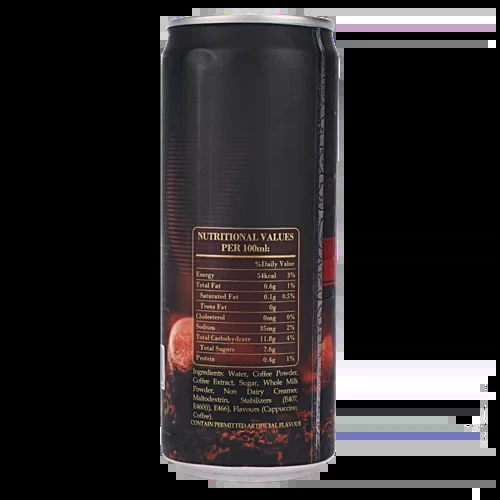 NUTRITIONAL VALUES
PER 100ml:
%Daily Value
Energy 54kcal 3%
Total Fat 0.6g 1%
Saturated Fat 0.1g 0.5%
Trans Fat 0g
Cholesterol 0mg 0%
Sodium 35mg 2%
Total Carbohydrate 11.8g 4%
Total Sugars 7.6g
Protein 0.4g 1%
Ingredients: Water, Coffee Powder,
Coffee Extract, Sugar, Whole Milk
Powder, Non Dairy Creamer,
Maltodextrin, Stabilizers (E407,
E460(i), E466), Flavours (Cappuccino,
Coffee).
CONTAIN PERMITTED ARTIFICIAL FLAVOUR